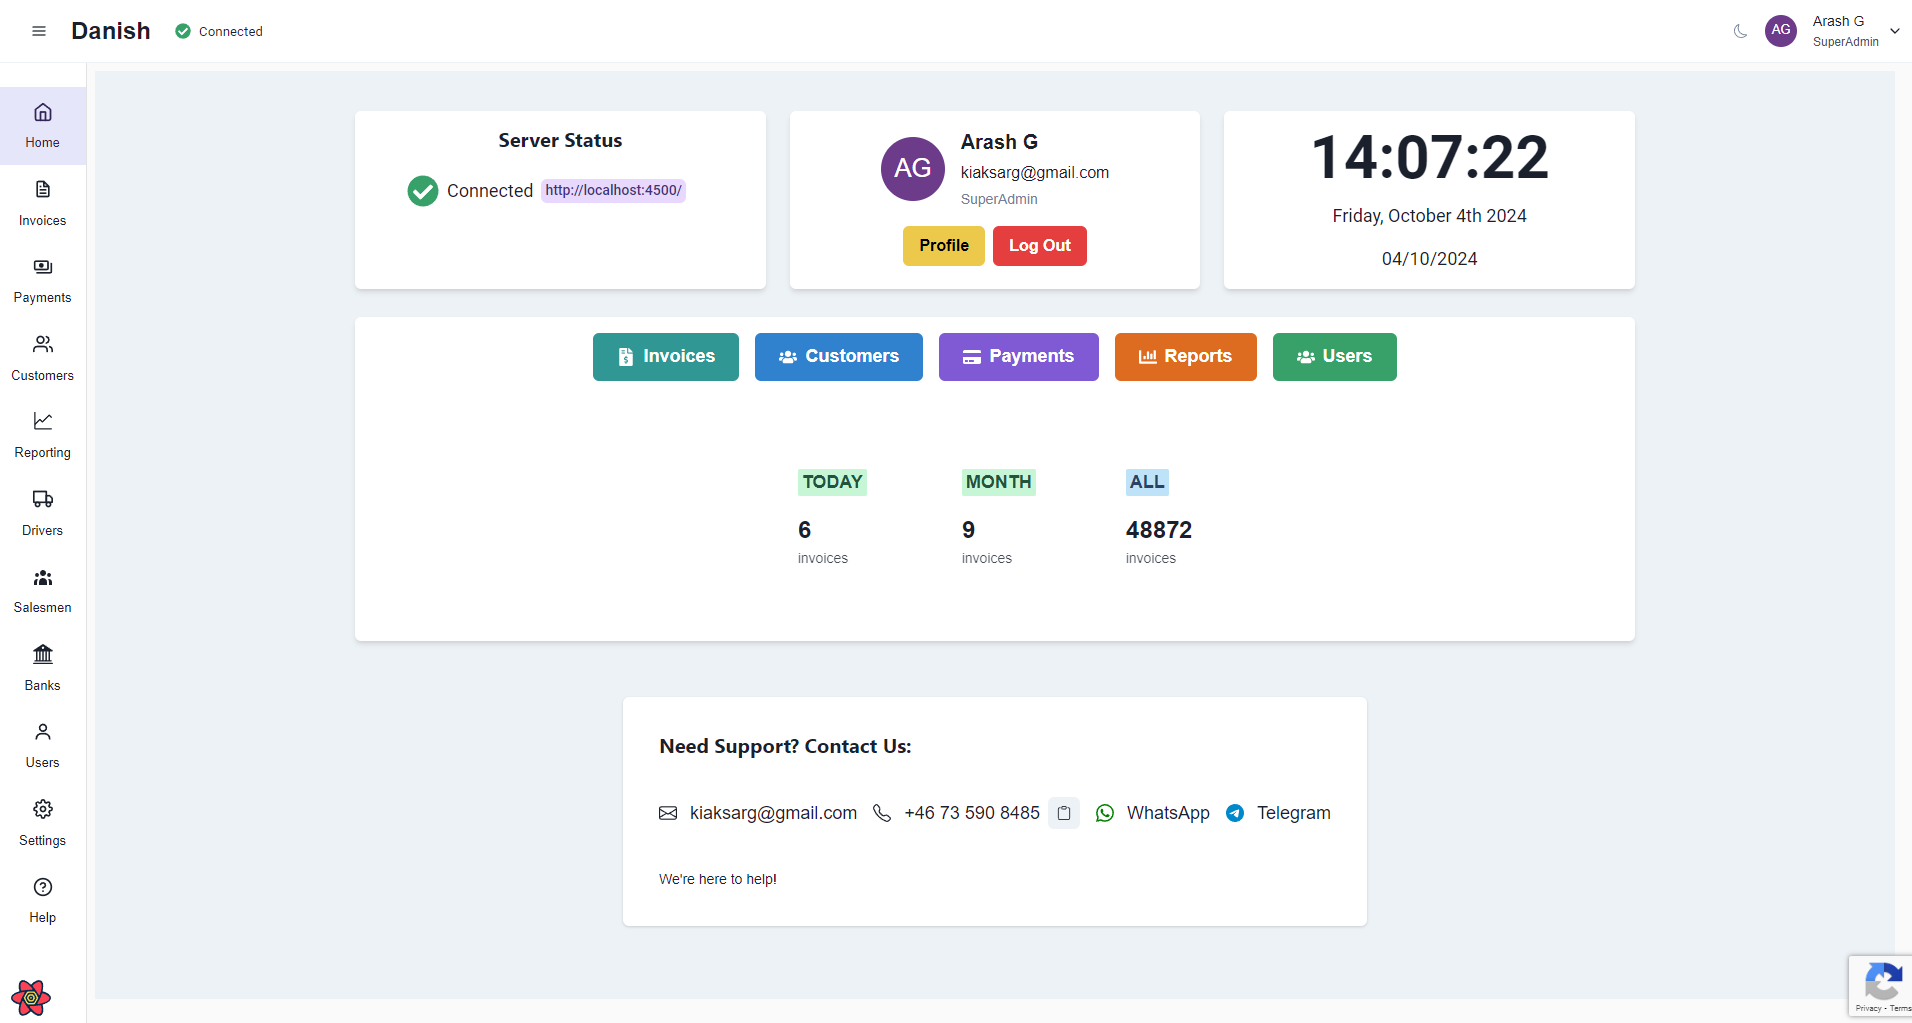 Danish
Connected
AG
Arash G
SuperAdmin
Home
Invoices
Payments
Customers
Reporting
Drivers
Salesmen
Banks
Users
Settings
Help
Server Status
Connected http://localhost:4500/
AG
Arash G
kiaksarg@gmail.com
SuperAdmin
Profile
Log Out
14:07:22
Friday, October 4th 2024
04/10/2024
Invoices
Customers
Payments
Reports
Users
TODAY
6
invoices
MONTH
9
invoices
ALL
48872
invoices
Need Support? Contact Us:
kiaksarg@gmail.com +46 73 590 8485 WhatsApp Telegram
We're here to help!
Privacy - Terms